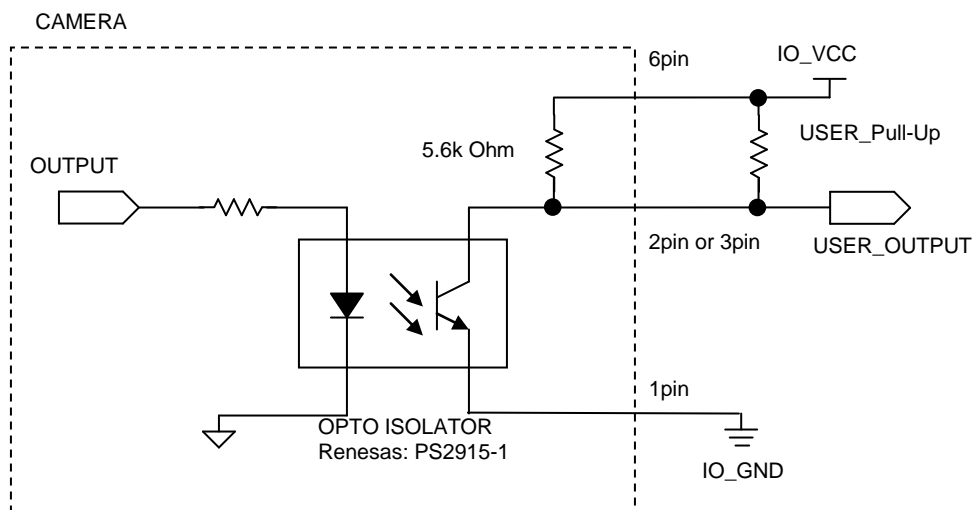 CAMERA
6pin
IO_VCC
5.6k Ohm
USER_Pull-Up
OUTPUT
2pin or 3pin
USER_OUTPUT
1pin
OPTO ISOLATOR
Renesas: PS2915-1
IO_GND